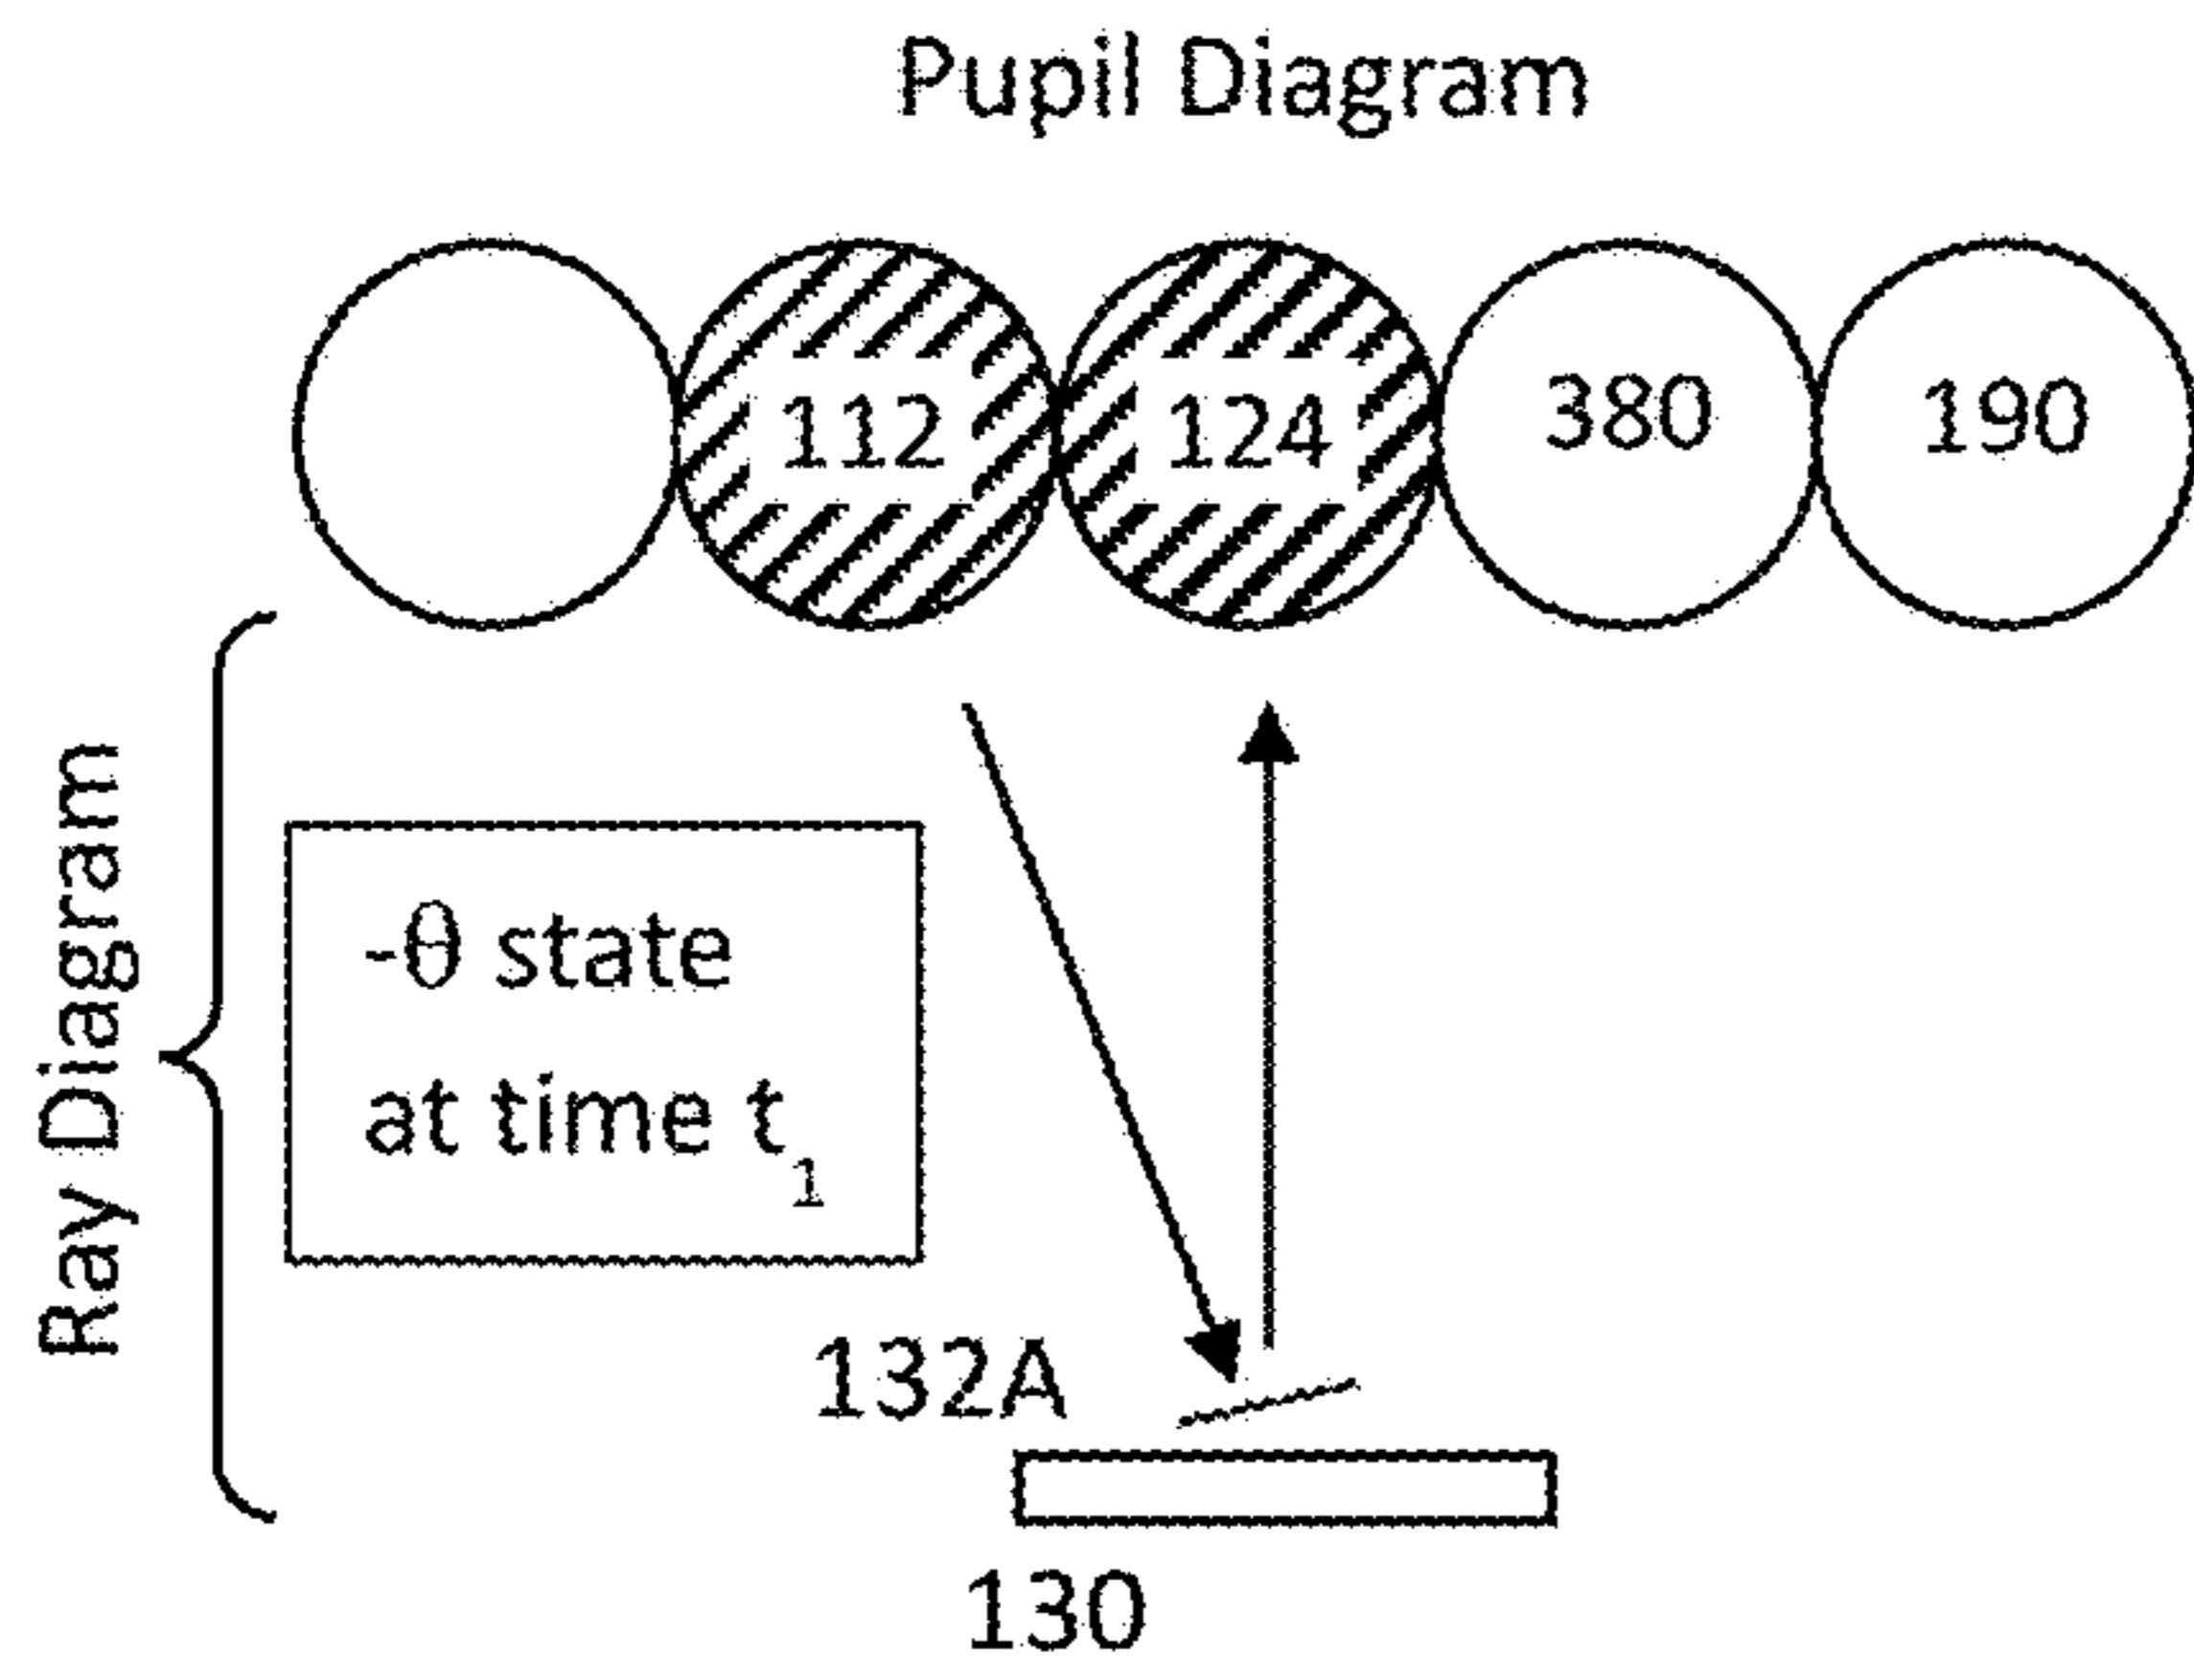 Pupil Diagram
112 124 380 190
Ray Diagram
-θ state
at time t₁
132A
130